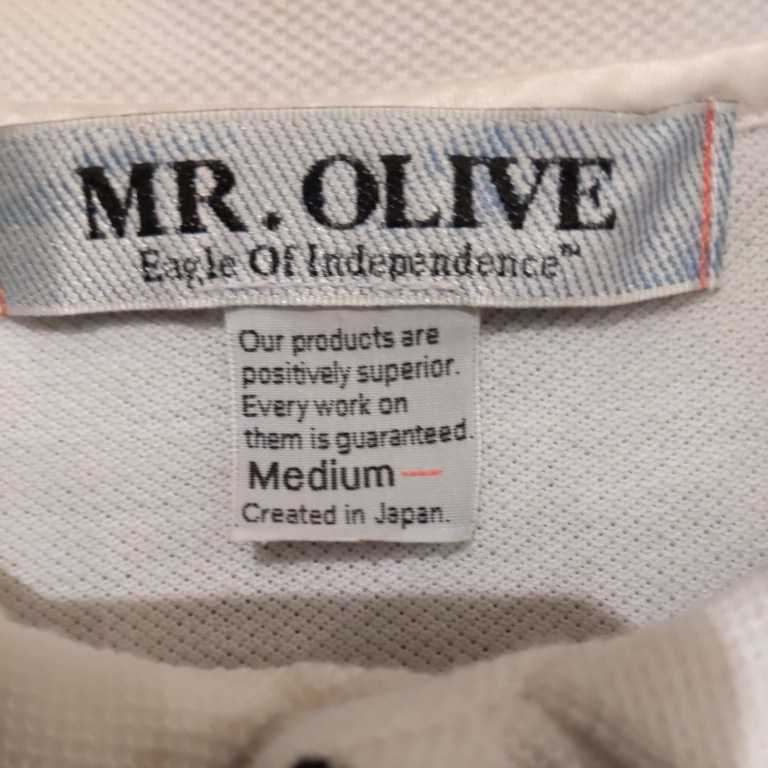 MR. OLIVE
Eagle Of Independence™
Our products are
positively superior.
Every work on
them is guaranteed.
Medium
Created in Japan.